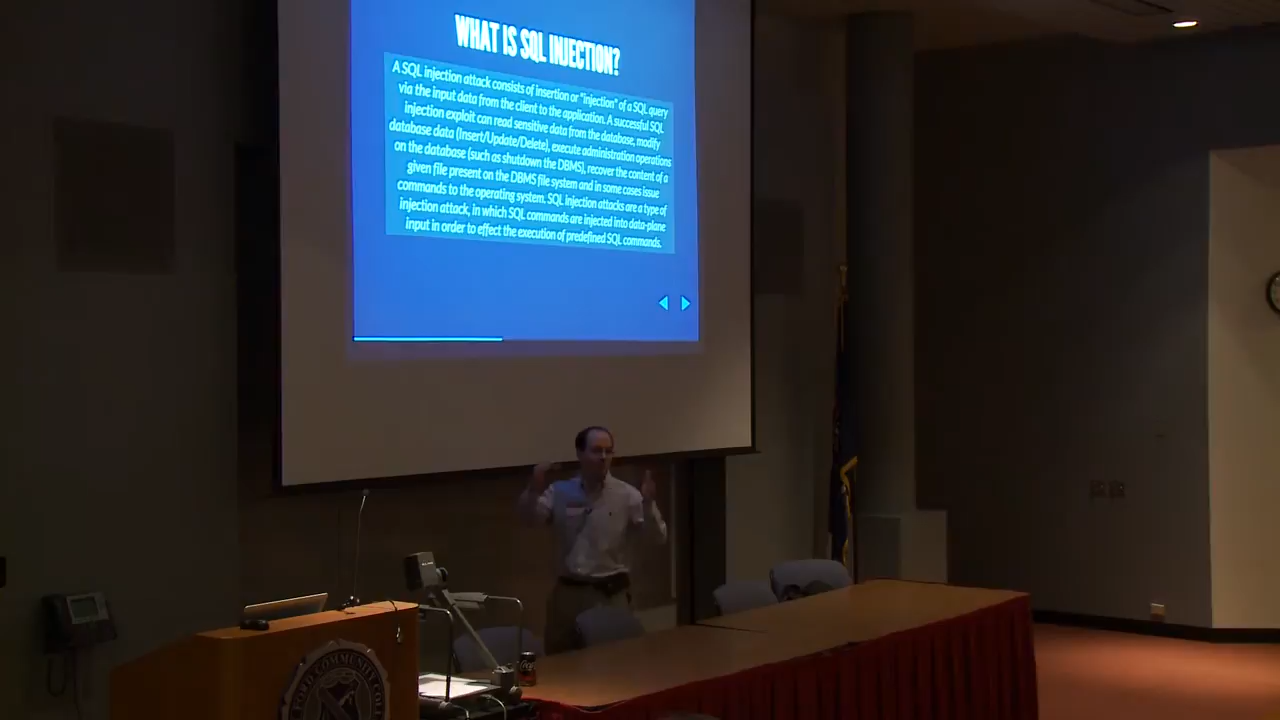 WHAT IS SQL INJECTION?
A SQL injection attack consists of insertion or "injection" of a SQL query
via the input data from the client to the application. A successful SQL
injection exploit can read sensitive data from the database, modify
database data (Insert/Update/Delete), execute administration operations
on the database (such as shutdown the DBMS), recover the content of a
given file present on the DBMS file system and in some cases issue
commands to the operating system. SQL injection attacks are a type of
injection attack, in which SQL commands are injected into data-plane
input in order to effect the execution of predefined SQL commands.
COMMUNITY